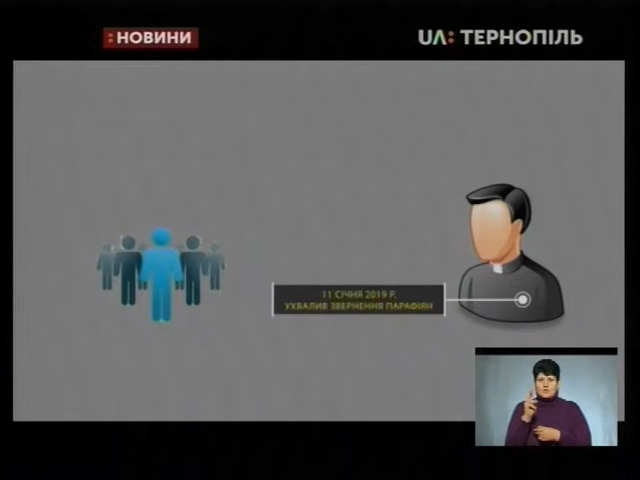 :НОВИНИ
UA: ТЕРНОПІЛЬ
11 СІЧНЯ 2019 Р.
УХВАЛИВ ЗВЕРНЕННЯ ПАРАФІЯН